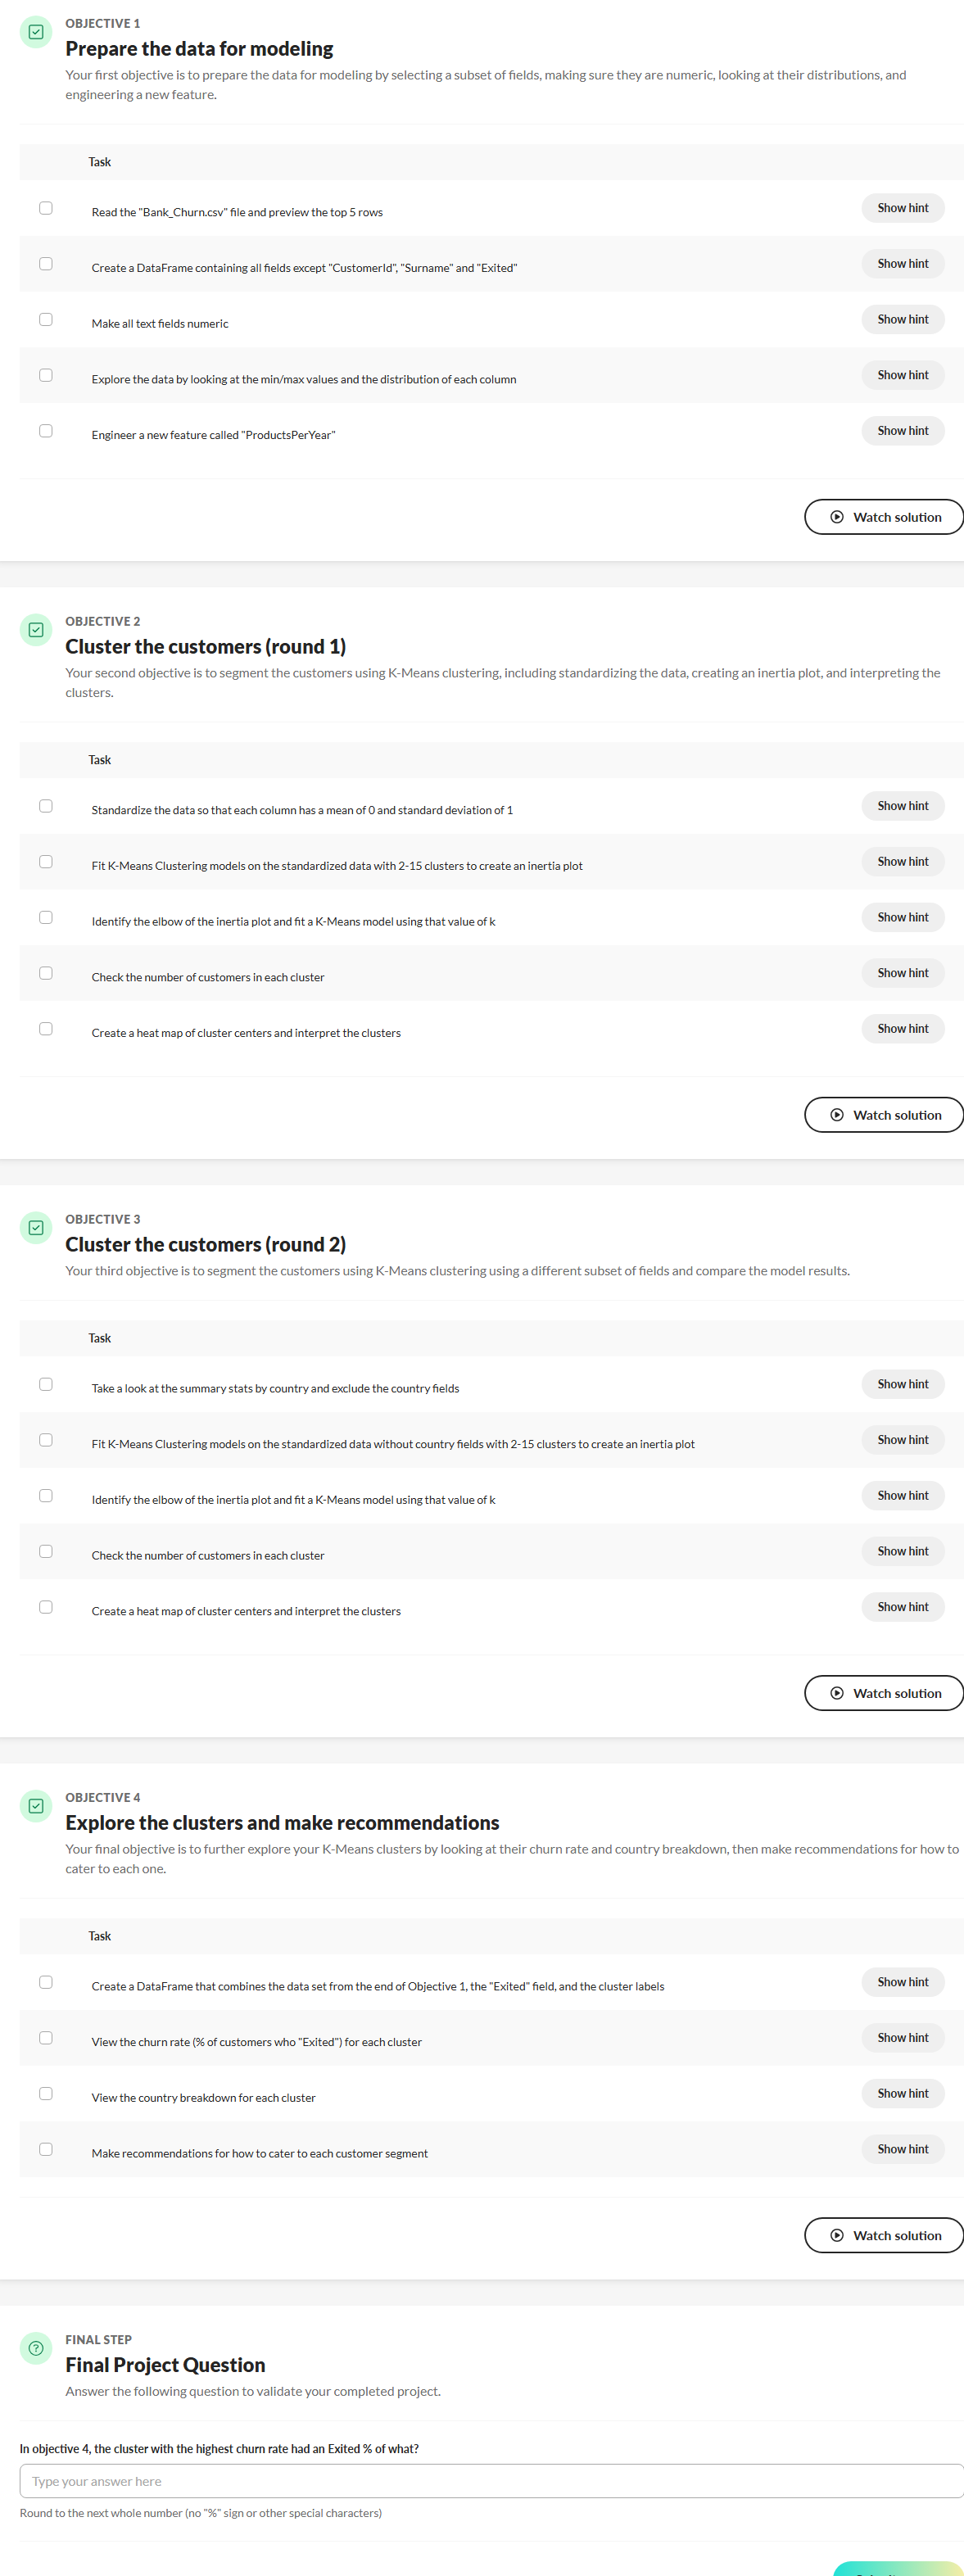 OBJECTIVE 1
Prepare the data for modeling
Your first objective is to prepare the data for modeling by selecting a subset of fields, making sure they are numeric, looking at their distributions, and
engineering a new feature.
Task
Read the "Bank_Churn.csv" file and preview the top 5 rows
Show hint
Create a DataFrame containing all fields except "CustomerId", "Surname" and "Exited"
Show hint
Make all text fields numeric
Show hint
Explore the data by looking at the min/max values and the distribution of each column
Show hint
Engineer a new feature called "ProductsPerYear"
Show hint
Watch solution
OBJECTIVE 2
Cluster the customers (round 1)
Your second objective is to segment the customers using K-Means clustering, including standardizing the data, creating an inertia plot, and interpreting the
clusters.
Task
Standardize the data so that each column has a mean of 0 and standard deviation of 1
Show hint
Fit K-Means Clustering models on the standardized data with 2-15 clusters to create an inertia plot
Show hint
Identify the elbow of the inertia plot and fit a K-Means model using that value of k
Show hint
Check the number of customers in each cluster
Show hint
Create a heat map of cluster centers and interpret the clusters
Show hint
Watch solution
OBJECTIVE 3
Cluster the customers (round 2)
Your third objective is to segment the customers using K-Means clustering using a different subset of fields and compare the model results.
Task
Take a look at the summary stats by country and exclude the country fields
Show hint
Fit K-Means Clustering models on the standardized data without country fields with 2-15 clusters to create an inertia plot
Show hint
Identify the elbow of the inertia plot and fit a K-Means model using that value of k
Show hint
Check the number of customers in each cluster
Show hint
Create a heat map of cluster centers and interpret the clusters
Show hint
Watch solution
OBJECTIVE 4
Explore the clusters and make recommendations
Your final objective is to further explore your K-Means clusters by looking at their churn rate and country breakdown, then make recommendations for how to
cater to each one.
Task
Create a DataFrame that combines the data set from the end of Objective 1, the "Exited" field, and the cluster labels
Show hint
View the churn rate (% of customers who "Exited") for each cluster
Show hint
View the country breakdown for each cluster
Show hint
Make recommendations for how to cater to each customer segment
Show hint
Watch solution
FINAL STEP
Final Project Question
Answer the following question to validate your completed project.
In objective 4, the cluster with the highest churn rate had an Exited % of what?
Type your answer here
Round to the next whole number (no "%" sign or other special characters)